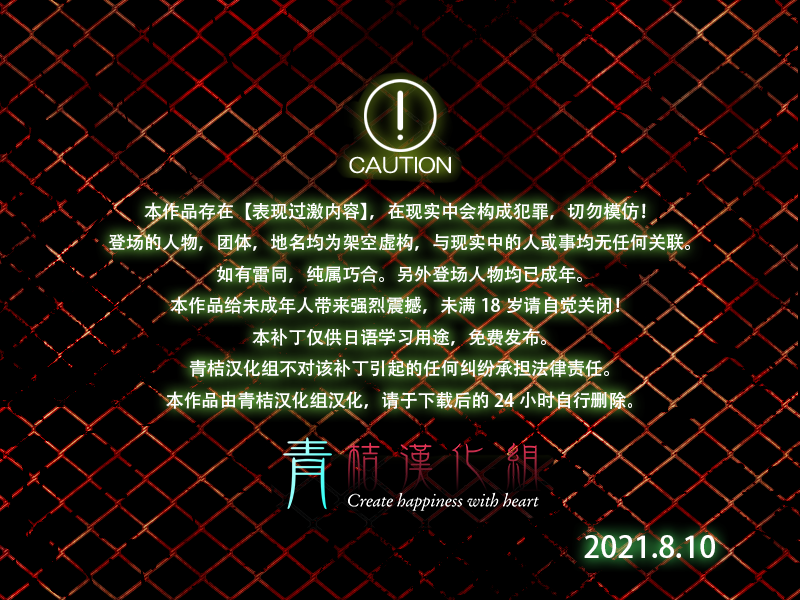 CAUTION
本作品存在【表现过激内容】，在现实中会构成犯罪，切勿模仿！
登场的人物，团体，地名均为架空虚构，与现实中的人或事均无任何关联。
如有雷同，纯属巧合。另外登场人物均已成年。
本作品给未成年人带来强烈震撼，未满 18 岁请自觉关闭！
本补丁仅供日语学习用途，免费发布。
青桔汉化组不对该补丁引起的任何纠纷承担法律责任。
本作品由青桔汉化组汉化，请于下载后的 24 小时自行删除。
青桔漢化組
Create happiness with heart
2021.8.10